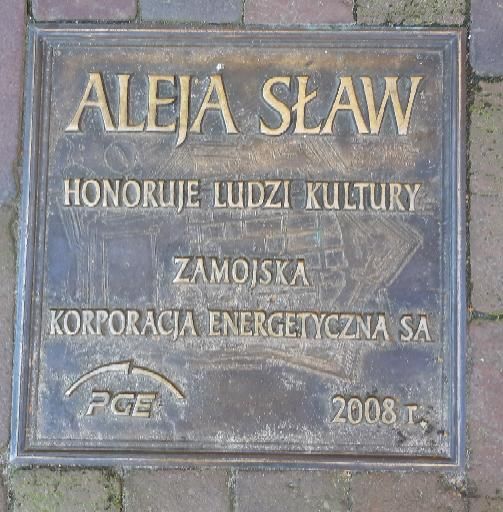 ALEJA SŁAW
HONORUJE LUDZI KULTURY
ZAMOJSKA
KORPORACJA ENERGETYCZNA SA
PGE
2008 r.